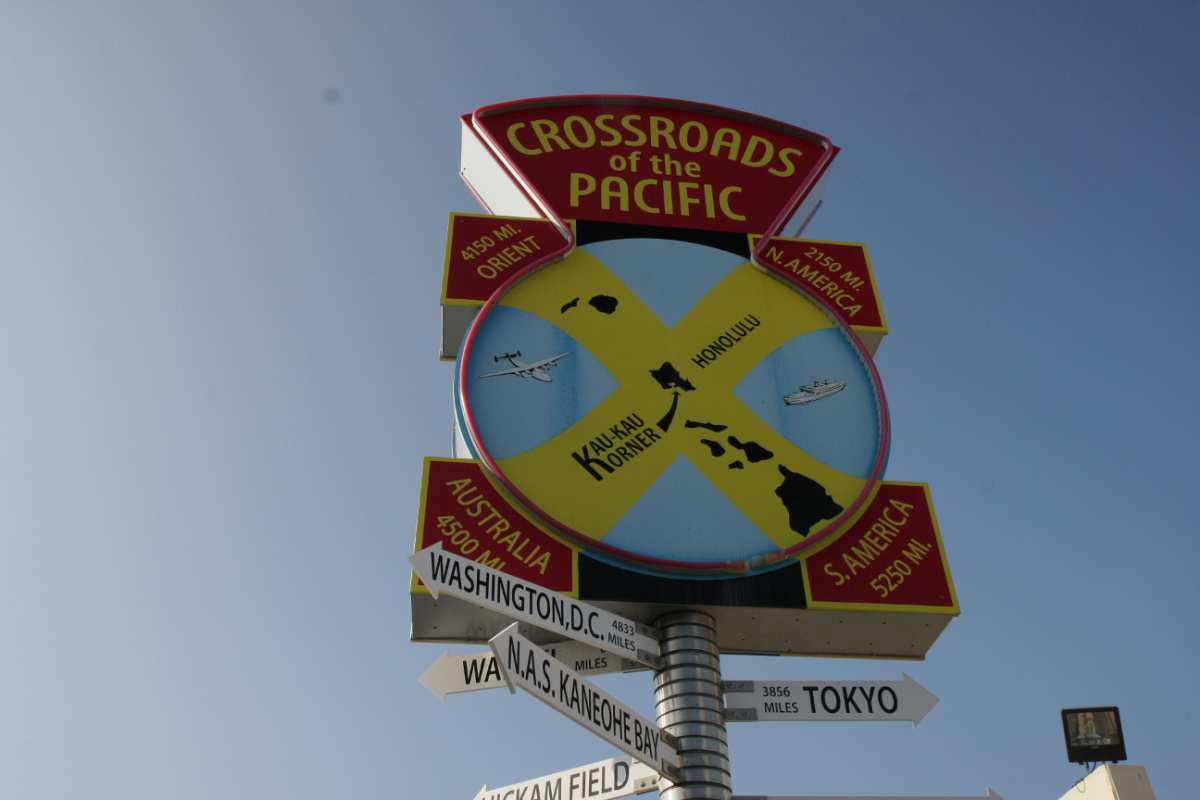 CROSSROADS
of the
PACIFIC
4150 MI.
ORIENT
2150 MI.
N. AMERICA
HONOLULU
KAU-KAU
KORNER
AUSTRALIA
4500 MI.
S. AMERICA
5250 MI.
WASHINGTON,D.C. 4833
MILES
MILES
N.A.S. KANEOHE BAY
3856
MILES TOKYO
HICKAM FIELD